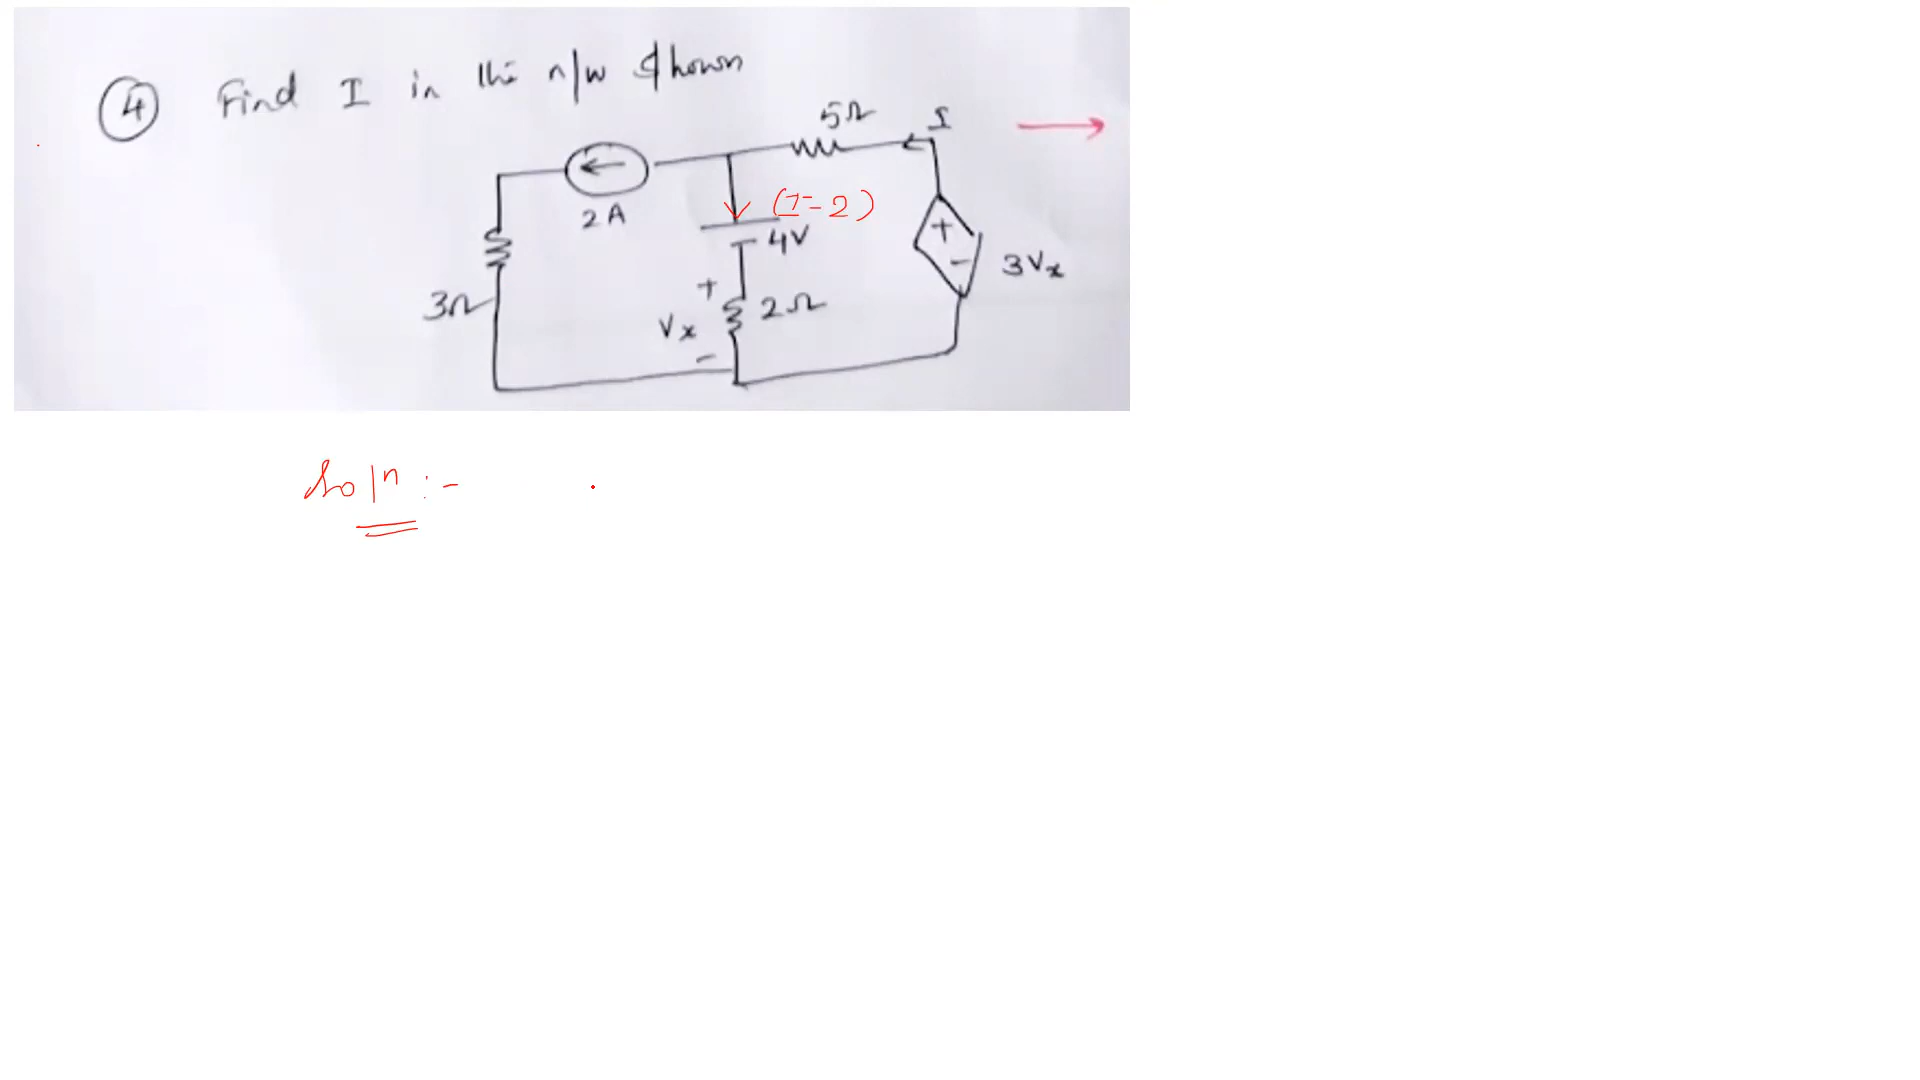 4 Find I in the n/w shown
5Ω I
2A (I-2)
4V
3Vx
3Ω + 2Ω
Vx
-
+
-
Soln :-